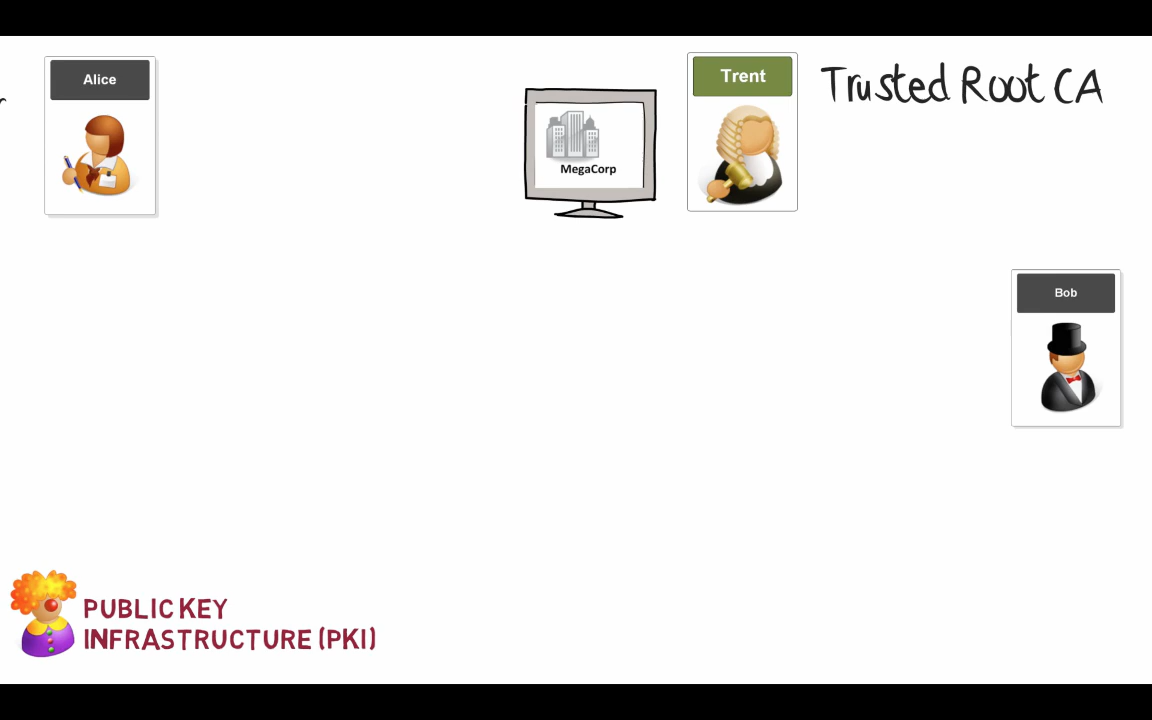 Alice
Trent
Trusted Root CA
MegaCorp
Bob
PUBLIC KEY
INFRASTRUCTURE (PKI)